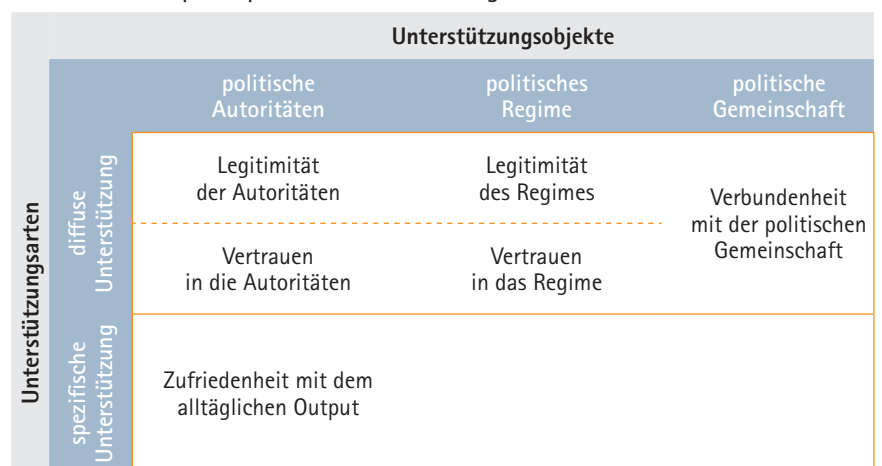 Unterstützungsobjekte
politische
Autoritäten
politisches
Regime
politische
Gemeinschaft
Unterstützungsarten
diffuse
Unterstützung
Legitimität
der Autoritäten
Legitimität
des Regimes
Verbundenheit
mit der politischen
Gemeinschaft
Vertrauen
in die Autoritäten
Vertrauen
in das Regime
spezifische
Unterstützung
Zufriedenheit mit dem
alltäglichen Output